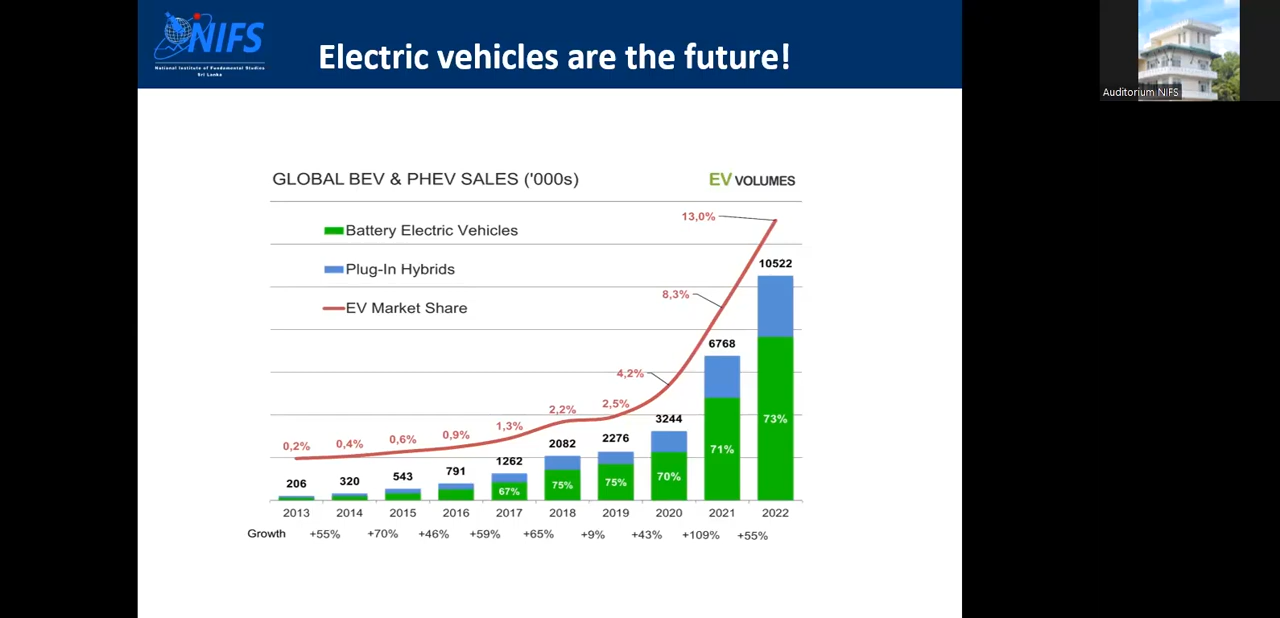 NIFS
National Institute of Fundamental Studies
Sri Lanka
Electric vehicles are the future!
Auditorium NIFS
GLOBAL BEV & PHEV SALES ('000s)
EV VOLUMES
Battery Electric Vehicles
Plug-In Hybrids
EV Market Share
0,2% 0,4% 0,6% 0,9% 1,3% 2,2% 2,5% 4,2% 8,3% 13,0%
206 320 543 791 1262 2082 2276 3244 6768 10522
67% 75% 75% 70% 71% 73%
2013 2014 2015 2016 2017 2018 2019 2020 2021 2022
Growth +55% +70% +46% +59% +65% +9% +43% +109% +55%